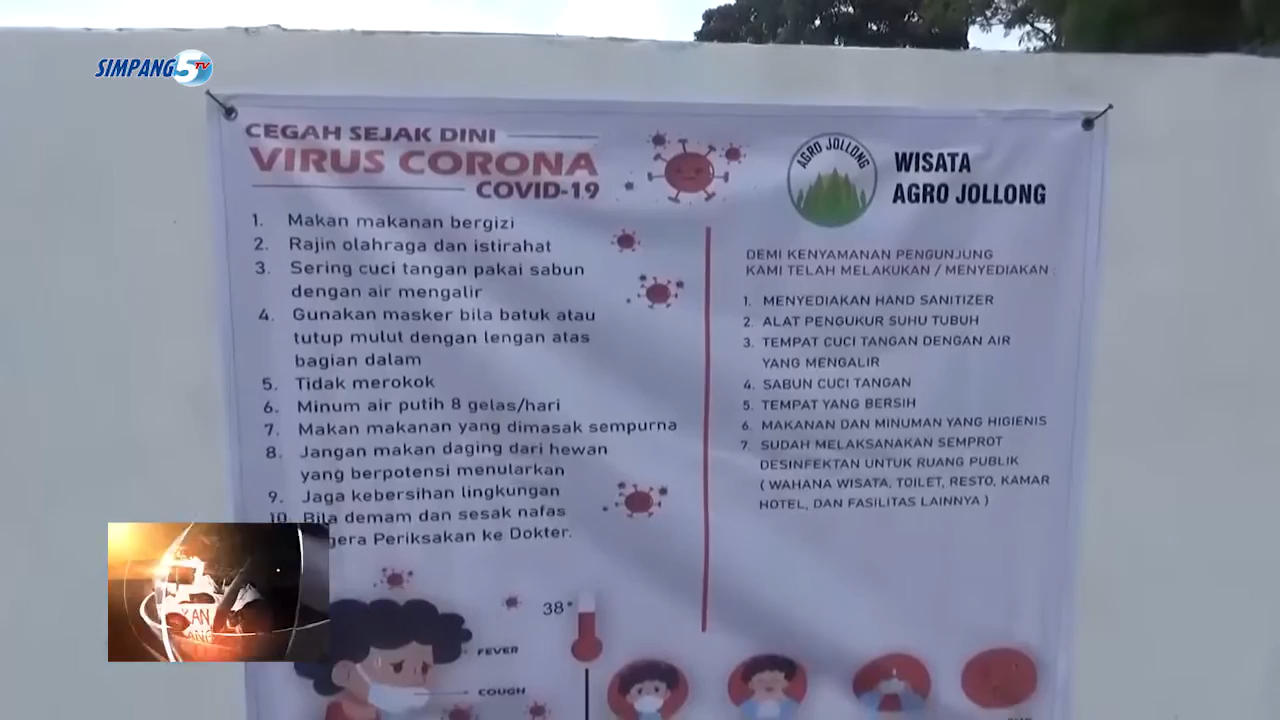 SIMPANG5 TV
CEGAH SEJAK DINI
VIRUS CORONA
COVID-19
1. Makan makanan bergizi
2. Rajin olahraga dan istirahat
3. Sering cuci tangan pakai sabun
dengan air mengalir
4. Gunakan masker bila batuk atau
tutup mulut dengan lengan atas
bagian dalam
5. Tidak merokok
6. Minum air putih 8 gelas/hari
7. Makan makanan yang dimasak sempurna
8. Jangan makan daging dari hewan
yang berpotensi menularkan
9. Jaga kebersihan lingkungan
10. Bila demam dan sesak nafas
gera Periksakan ke Dokter.
38°
FEVER
COUGH
AGRO JOLLONG
WISATA
AGRO JOLLONG
DEMI KENYAMANAN PENGUNJUNG
KAMI TELAH MELAKUKAN / MENYEDIAKAN :
1. MENYEDIAKAN HAND SANITIZER
2. ALAT PENGUKUR SUHU TUBUH
3. TEMPAT CUCI TANGAN DENGAN AIR
YANG MENGALIR
4. SABUN CUCI TANGAN
5. TEMPAT YANG BERSIH
6. MAKANAN DAN MINUMAN YANG HIGIENIS
7. SUDAH MELAKSANAKAN SEMPROT
DESINFEKTAN UNTUK RUANG PUBLIK
( WAHANA WISATA, TOILET, RESTO, KAMAR
HOTEL, DAN FASILITAS LAINNYA )